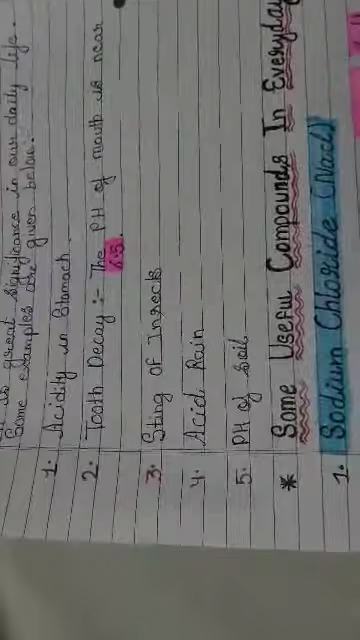 is great significance in our daily life.
Some examples are given below:
1. Acidity in Stomach.
2. Tooth Decay :- The PH of mouth is near
3. Sting of Insects
4. Acid Rain
5. PH of Soil
* Some Useful Compounds In Everyday
1. Sodium Chloride (Nacl)